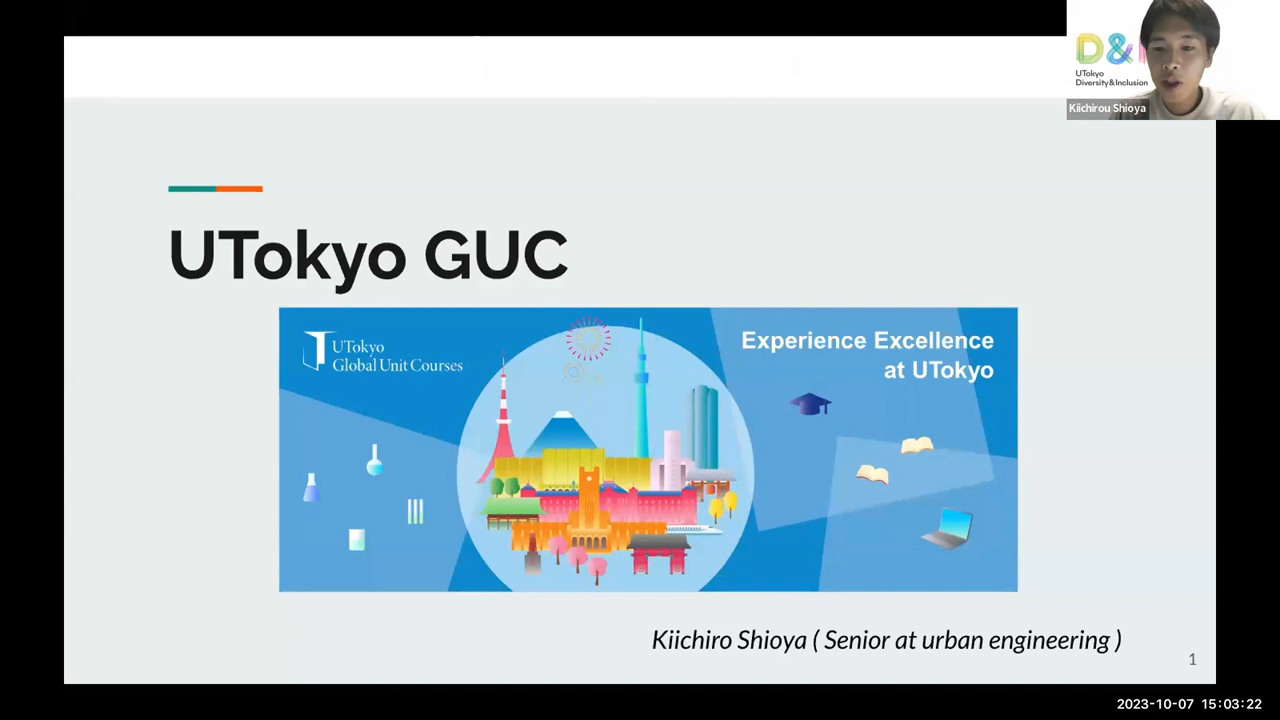 D&
UTokyo
Diversity&Inclusion
Kiichirou Shioya
UTokyo GUC
UTokyo
Global Unit Courses
Experience Excellence
at UTokyo
Kiichiro Shioya ( Senior at urban engineering )
1
2023-10-07 15:03:22